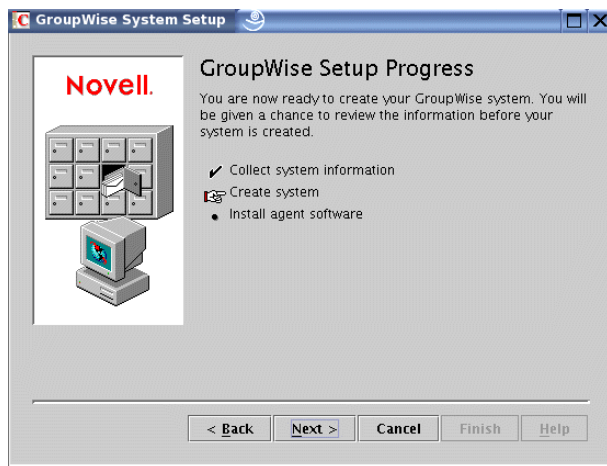 GroupWise System Setup
Novell.
GroupWise Setup Progress
You are now ready to create your GroupWise system. You will
be given a chance to review the information before your
system is created.
Collect system information
Create system
Install agent software
< Back
Next >
Cancel
Finish
Help